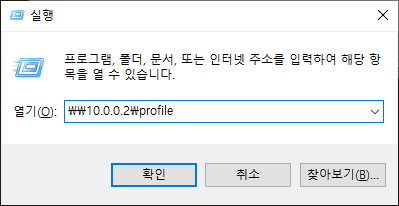 실행
프로그램, 폴더, 문서, 또는 인터넷 주소를 입력하여 해당 항
목을 열 수 있습니다.
열기(O): ₩₩10.0.0.2₩profile
확인 취소 찾아보기(B)...